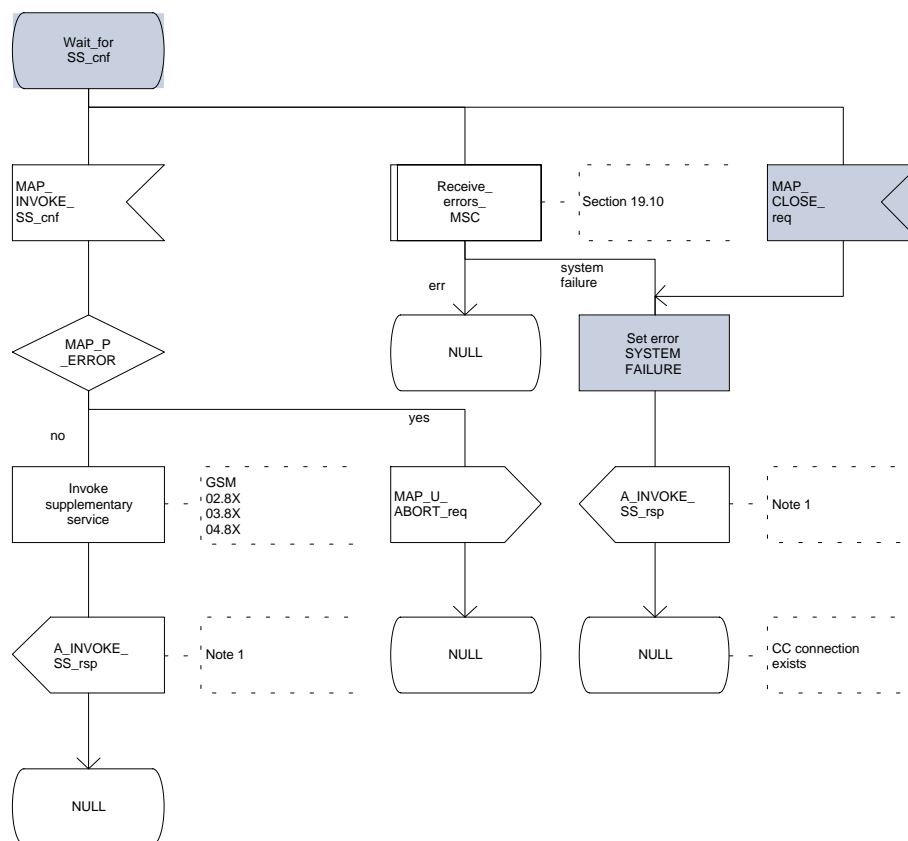 Wait_for
SS_cnf
MAP_
INVOKE_
SS_cnf
Receive_
errors_
MSC
Section 19.10
MAP_
CLOSE_
req
err
system
failure
MAP_P
_ERROR
NULL
Set error
SYSTEM
FAILURE
no
yes
Invoke
supplementary
service
GSM
02.8X
03.8X
04.8X
MAP_U_
ABORT_req
A_INVOKE_
SS_rsp
Note 1
A_INVOKE_
SS_rsp
Note 1
NULL
NULL
CC connection
exists
NULL